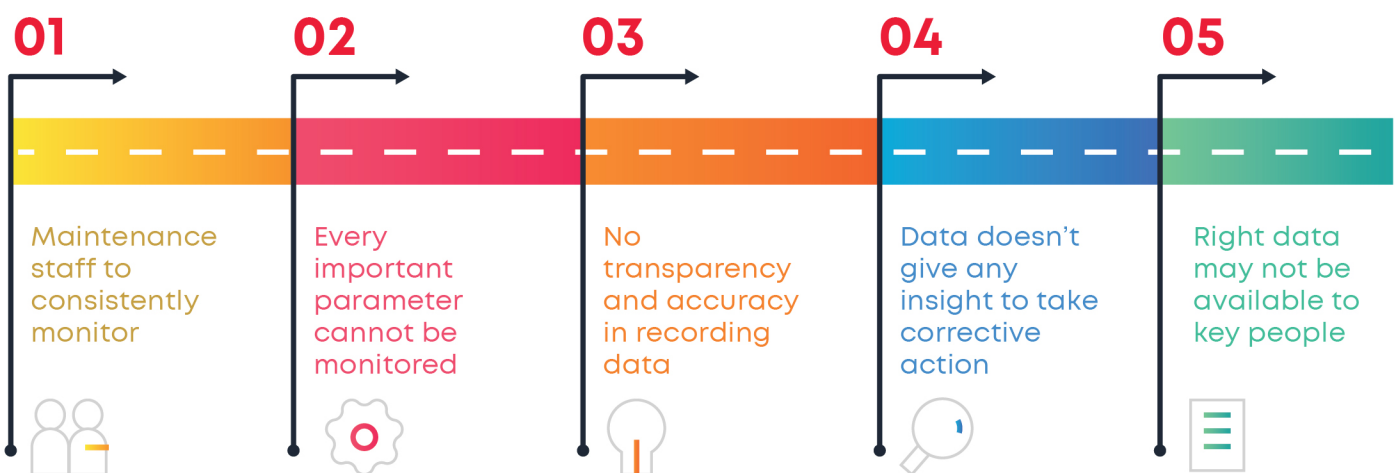 01
Maintenance
staff to
consistently
monitor
02
Every
important
parameter
cannot be
monitored
03
No
transparency
and accuracy
in recording
data
04
Data doesn’t
give any
insight to take
corrective
action
05
Right data
may not be
available to
key people